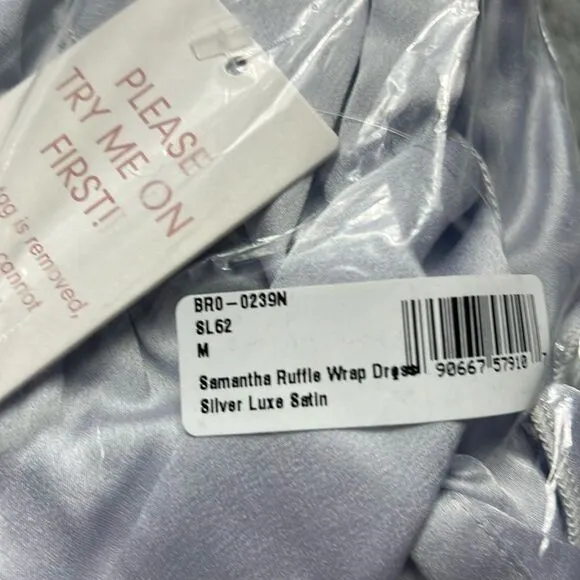 PLEASE
TRY ME ON
FIRST!
tag is removed,
cannot
BR0-0239N
SL62
M
Samantha Ruffle Wrap Dress
Silver Luxe Satin
90667 57910